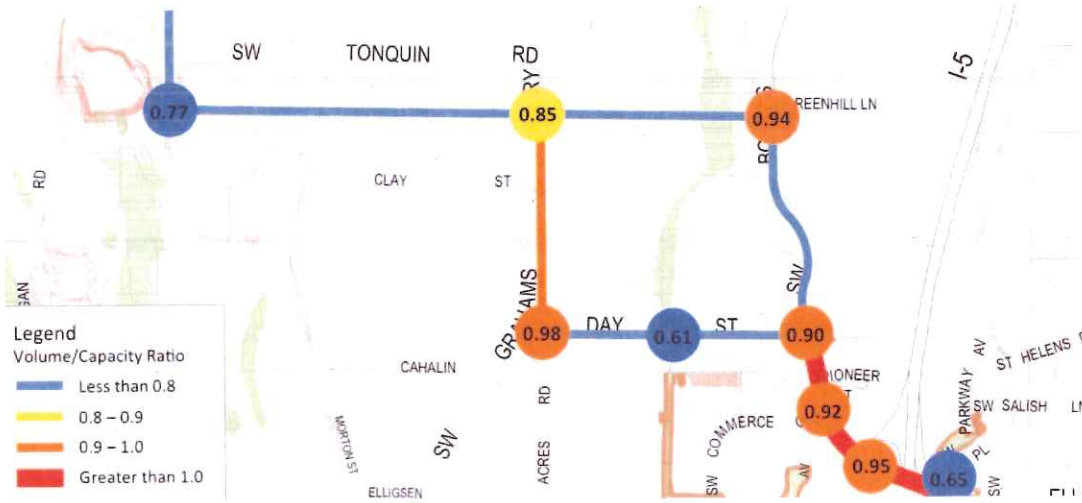 SW TONQUIN RD
I-5
0.77
RY
0.85
0.94
REENHILL LN
RD
CLAY ST
SW
GRAHAMS
0.98
DAY ST
0.61
0.90
AV
ST HELENS
CAHALIN
PIONEER
PARKWAY
SW SALISH LN
RD
0.92
COMMERCE
MORTON ST
SW
ACRES
0.95
PL
0.65
SW
AV
SW
ELLIGSEN
Legend
Volume/Capacity Ratio
Less than 0.8
0.8 – 0.9
0.9 – 1.0
Greater than 1.0